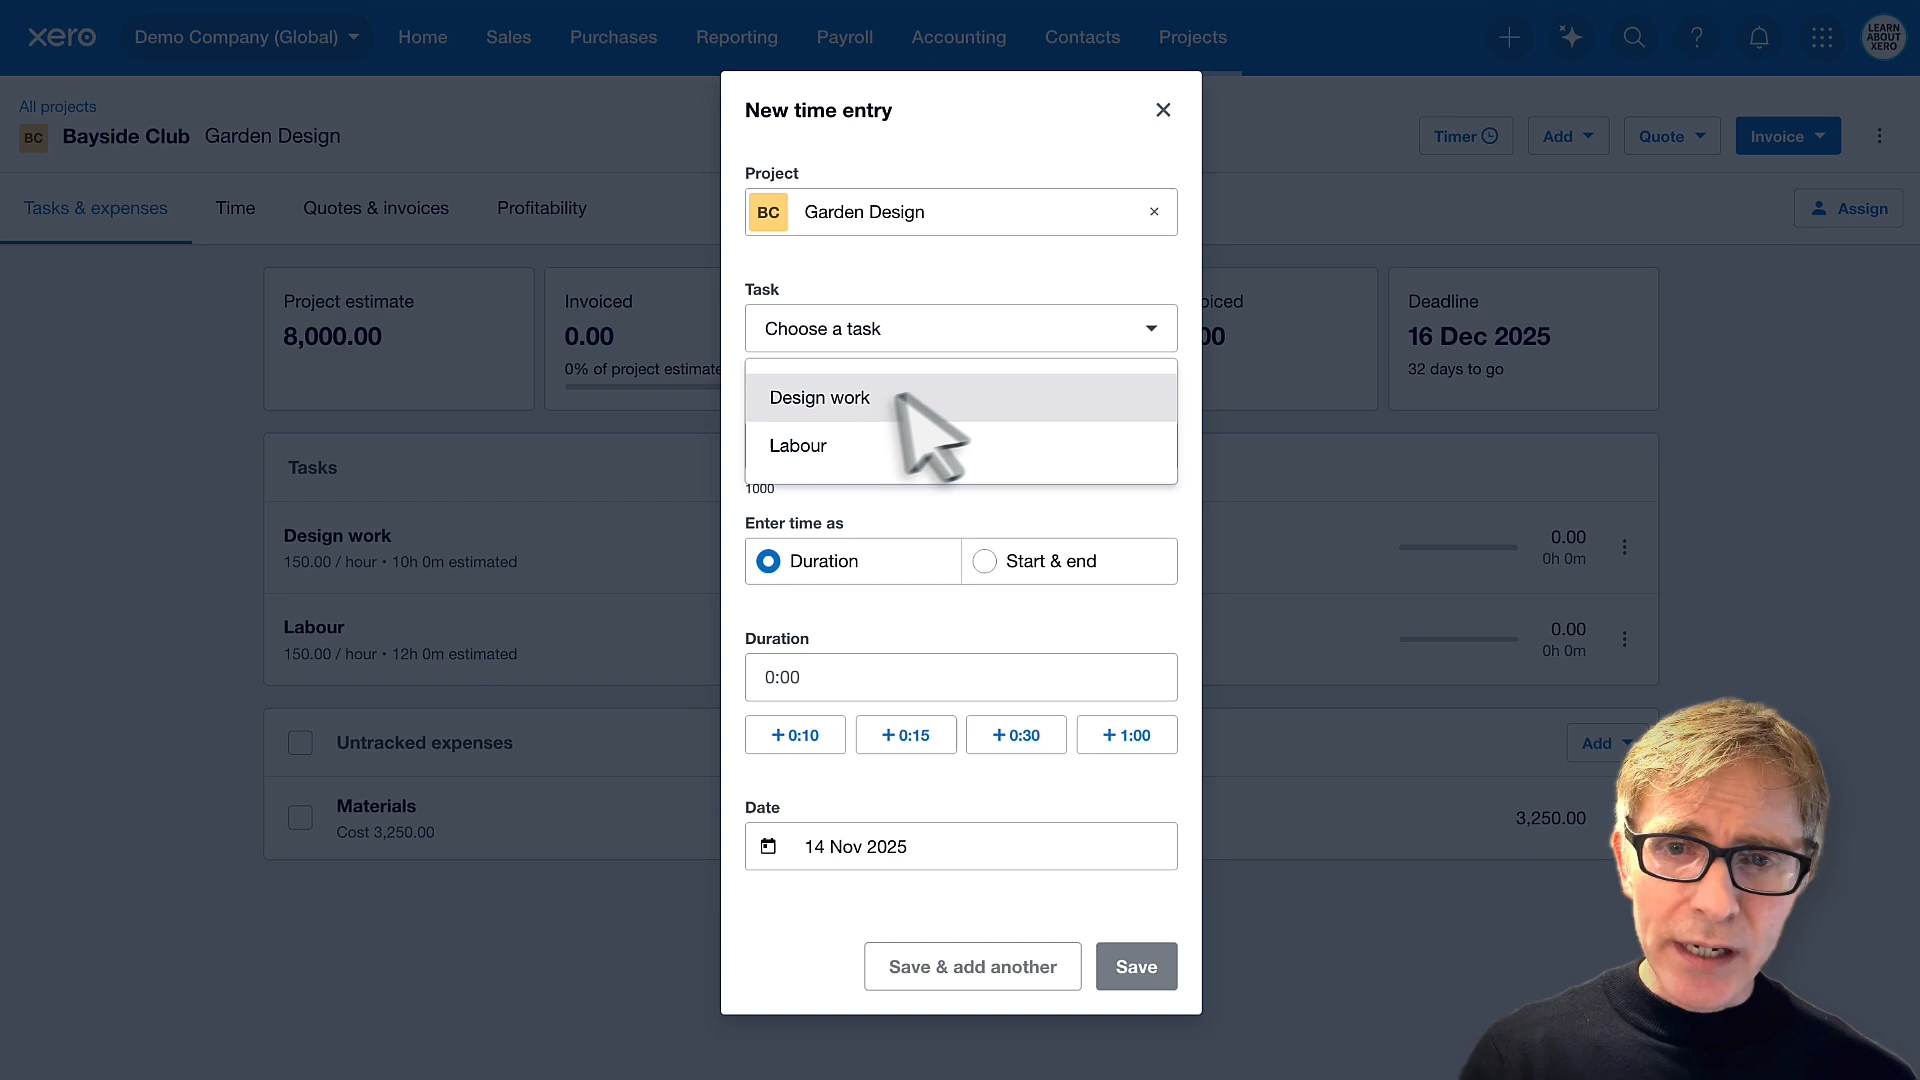 xero
Demo Company (Global)
Home
Sales
Purchases
Reporting
Payroll
Accounting
Contacts
Projects
LEARN
ABOUT
XERO
All projects
BC
Bayside Club
Garden Design
Timer
Add
Quote
Invoice
Tasks & expenses
Time
Quotes & invoices
Profitability
Assign
Project estimate
8,000.00
Invoiced
0.00
0% of project estimate
oiced
00
Deadline
16 Dec 2025
32 days to go
Tasks
Design work
150.00 / hour • 10h 0m estimated
0.00
0h 0m
Labour
150.00 / hour • 12h 0m estimated
0.00
0h 0m
Untracked expenses
Add
Materials
Cost 3,250.00
3,250.00
New time entry
Project
BC
Garden Design
Task
Choose a task
Design work
Labour
1000
Enter time as
Duration
Start & end
Duration
0:00
+ 0:10
+ 0:15
+ 0:30
+ 1:00
Date
14 Nov 2025
Save & add another
Save